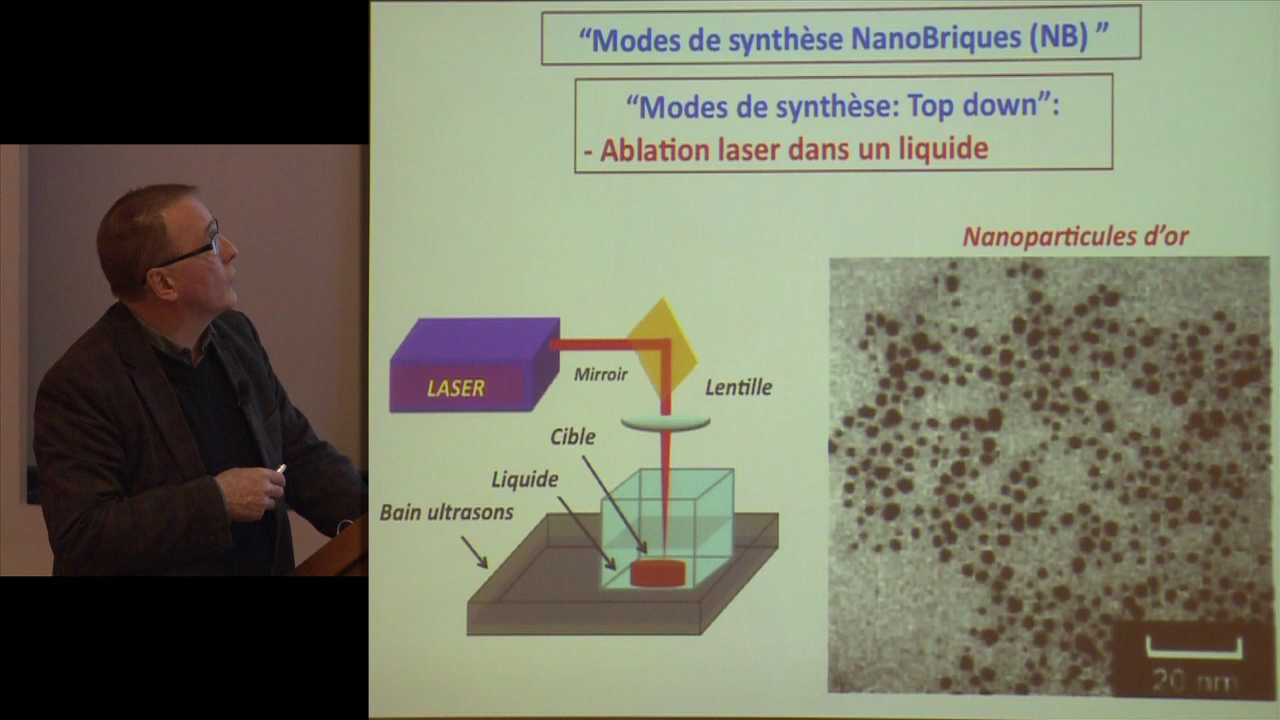 “Modes de synthèse NanoBriques (NB) ”
“Modes de synthèse: Top down”:
- Ablation laser dans un liquide
Nanoparticules d’or
LASER
Mirroir
Lentille
Cible
Liquide
Bain ultrasons
20 nm